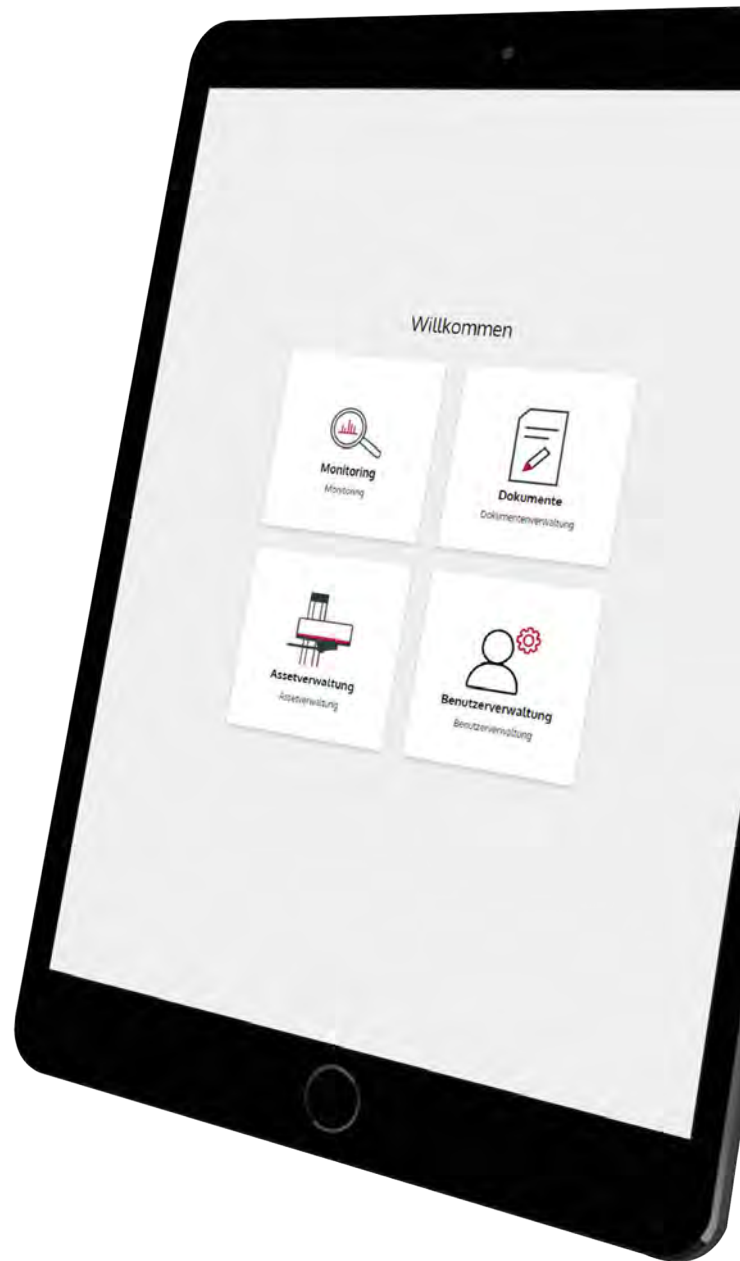 Willkommen
Monitoring
Monitoring
Dokumente
Dokumentenverwaltung
Assetverwaltung
Assetverwaltung
Benutzerverwaltung
Benutzerverwaltung